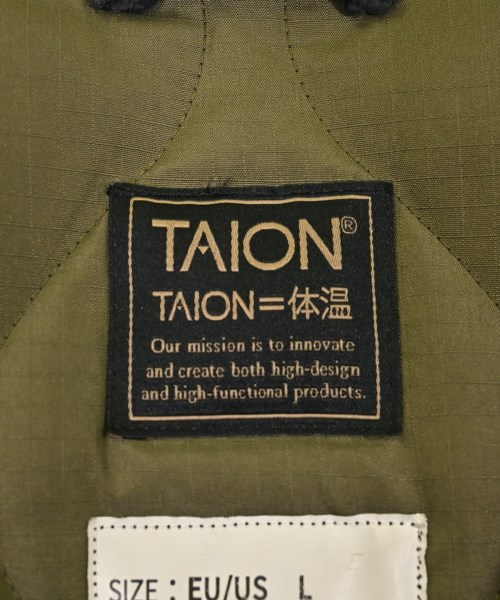 TAION®
TAION=体温
Our mission is to innovate
and create both high-design
and high-functional products.
SIZE : EU/US L